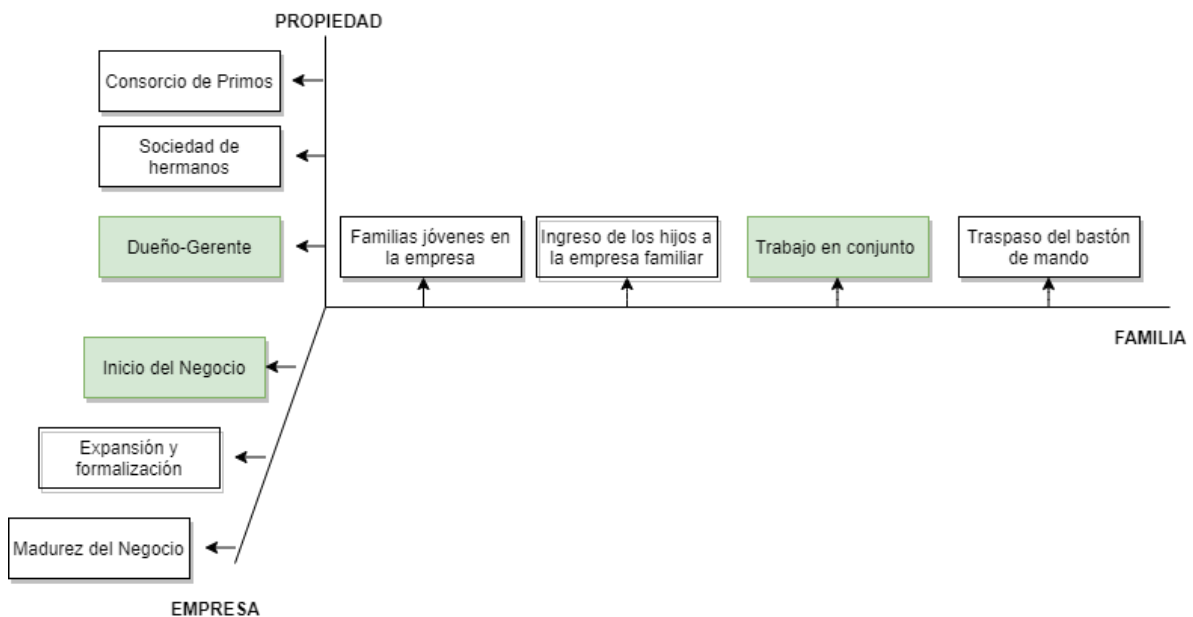 PROPIEDAD
Consorcio de Primos
Sociedad de
hermanos
Dueño-Gerente
Familias jóvenes en
la empresa
Ingreso de los hijos a
la empresa familiar
Trabajo en conjunto
Traspaso del bastón
de mando
FAMILIA
Inicio del Negocio
Expansión y
formalización
Madurez del Negocio
EMPRESA